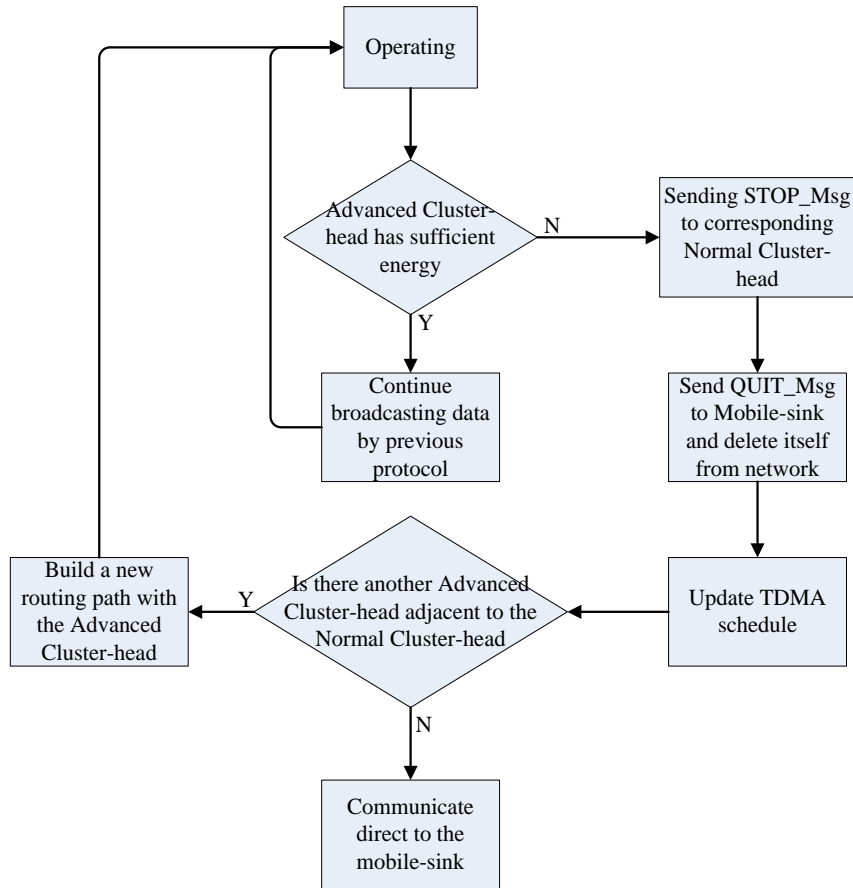 Operating
Advanced Cluster-
head has sufficient
energy
N
Sending STOP_Msg
to corresponding
Normal Cluster-
head
Y
Continue
broadcasting data
by previous
protocol
Send QUIT_Msg
to Mobile-sink
and delete itself
from network
Update TDMA
schedule
Is there another Advanced
Cluster-head adjacent to the
Normal Cluster-head
Y
Build a new
routing path with
the Advanced
Cluster-head
N
Communicate
direct to the
mobile-sink